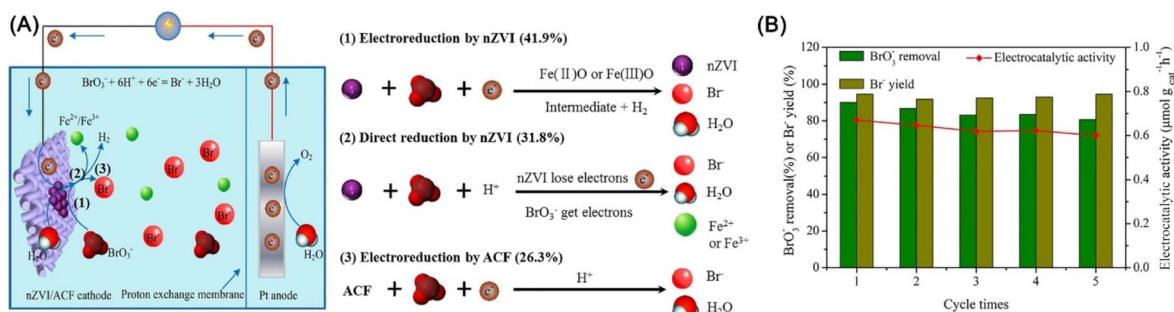 (A)
BrO₃⁻ + 6H⁺ + 6e⁻ = Br⁻ + 3H₂O
Fe²⁺/Fe³⁺
H₂
(2)
(3)
(1)
e
e
e
e
e
e
e
e
Br⁻
Br⁻
Br⁻
Br⁻
Br⁻
O₂
H₂O
BrO₃⁻
H₂O
nZVI/ACF cathode
Proton exchange membrane
Pt anode
(1) Electroreduction by nZVI (41.9%)
+ + e
Fe(II)O or Fe(III)O
Intermediate + H₂
nZVI
Br⁻
H₂O
(2) Direct reduction by nZVI (31.8%)
+ + H⁺
nZVI lose electrons e
BrO₃⁻ get electrons
Br⁻
H₂O
Fe²⁺
or Fe³⁺
(3) Electroreduction by ACF (26.3%)
ACF + + e
H⁺
Br⁻
H₂O
(B)
BrO₃⁻ removal
Electrocatalytic activity
Br⁻ yield
BrO₃⁻ removal(%) or Br⁻ yield (%)
120
100
80
60
40
20
0
1 2 3 4 5
Cycle times
1.0
0.8
0.6
0.4
0.2
0.0
Electrocatalytic activity (μmol g cat⁻¹h⁻¹)